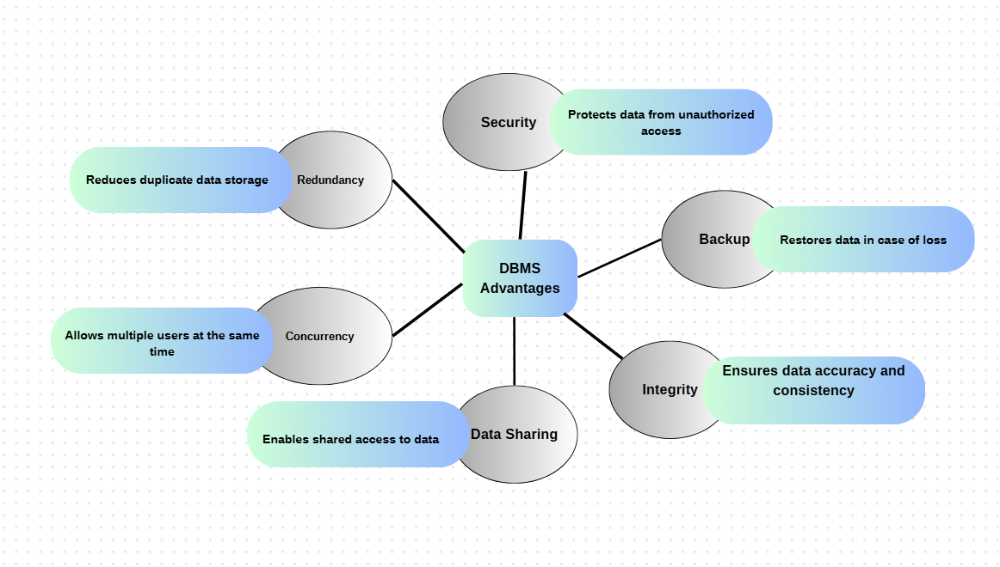 Security
Protects data from unauthorized
access
Reduces duplicate data storage
Redundancy
Backup
Restores data in case of loss
DBMS
Advantages
Allows multiple users at the same
time
Concurrency
Integrity
Ensures data accuracy and
consistency
Enables shared access to data
Data Sharing